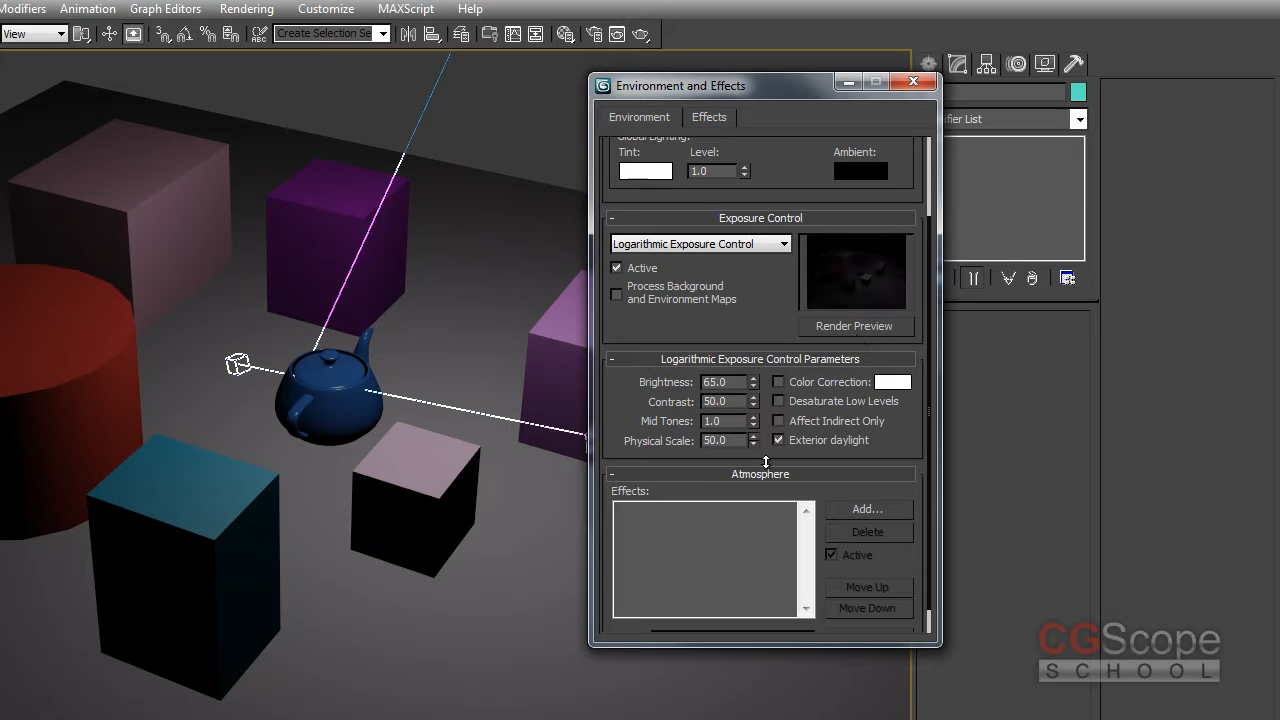 Modifiers Animation Graph Editors Rendering Customize MAXScript Help
View
Create Selection Se
Environment and Effects
Environment Effects
Global Lighting:
Tint: Level: Ambient:
1.0
- Exposure Control
Logarithmic Exposure Control
Active
Process Background
and Environment Maps
Render Preview
- Logarithmic Exposure Control Parameters
Brightness: 65.0 Color Correction:
Contrast: 50.0 Desaturate Low Levels
Mid Tones: 1.0 Affect Indirect Only
Physical Scale: 50.0 Exterior daylight
- Atmosphere
Effects:
Add...
Delete
Active
Move Up
Move Down
ifier List
CGScope
SCHOOL